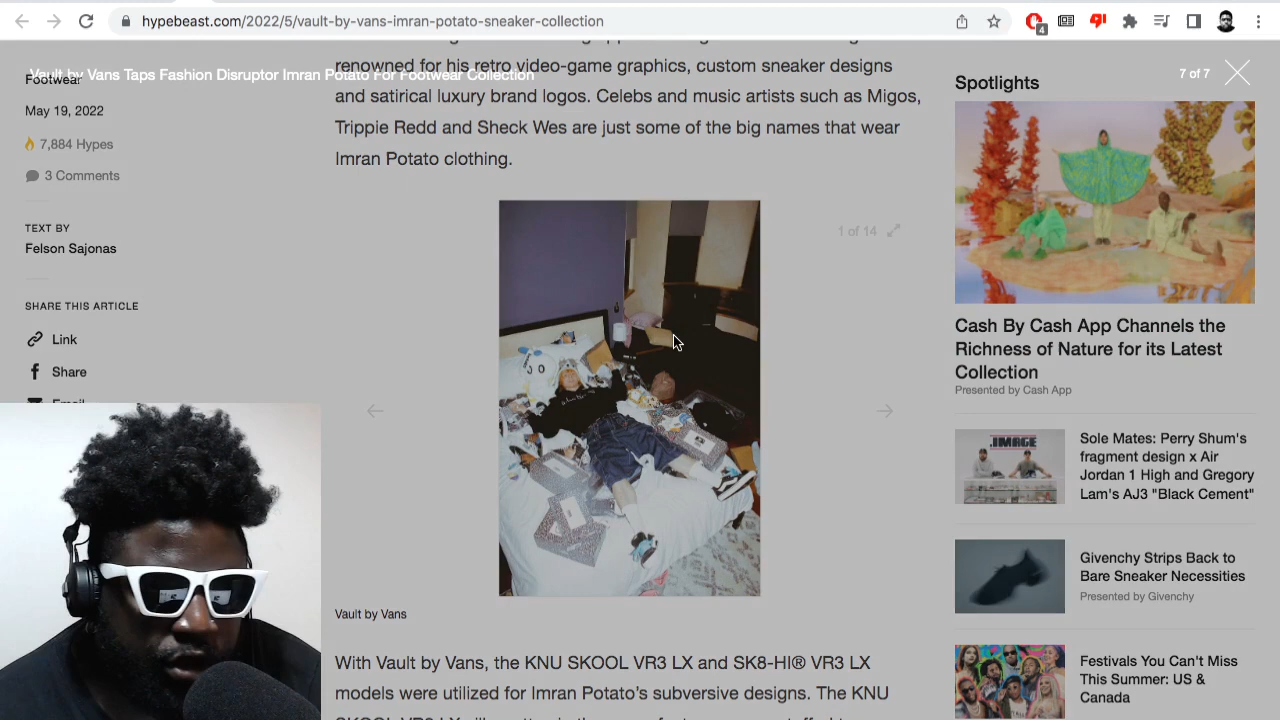 hypebeast.com/2022/5/vault-by-vans-imran-potato-sneaker-collection
4
Vault by Vans Taps Fashion Disruptor Imran Potato For Footwear Collection
7 of 7
Footwear
May 19, 2022
7,884 Hypes
3 Comments
TEXT BY
Felson Sajonas
SHARE THIS ARTICLE
Link
Share
Email
renowned for his retro video-game graphics, custom sneaker designs
and satirical luxury brand logos. Celebs and music artists such as Migos,
Trippie Redd and Sheck Wes are just some of the big names that wear
Imran Potato clothing.
1 of 14
Vault by Vans
With Vault by Vans, the KNU SKOOL VR3 LX and SK8-HI® VR3 LX
models were utilized for Imran Potato's subversive designs. The KNU
Spotlights
Cash By Cash App Channels the
Richness of Nature for its Latest
Collection
Presented by Cash App
.IMAGE
Sole Mates: Perry Shum's
fragment design x Air
Jordan 1 High and Gregory
Lam's AJ3 "Black Cement"
Givenchy Strips Back to
Bare Sneaker Necessities
Presented by Givenchy
Festivals You Can't Miss
This Summer: US &
Canada